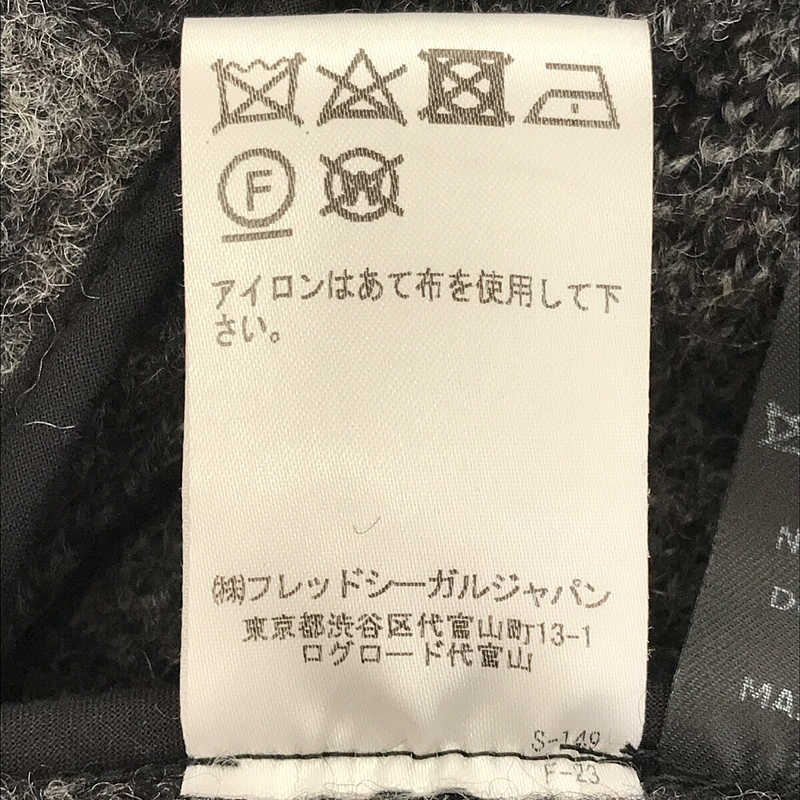 F
W
アイロンはあて布を使用して下
さい。
㈱フレッドシーガルジャパン
東京都渋谷区代官山町13-1
ログロード代官山
S-149
F-23
N
D
MA